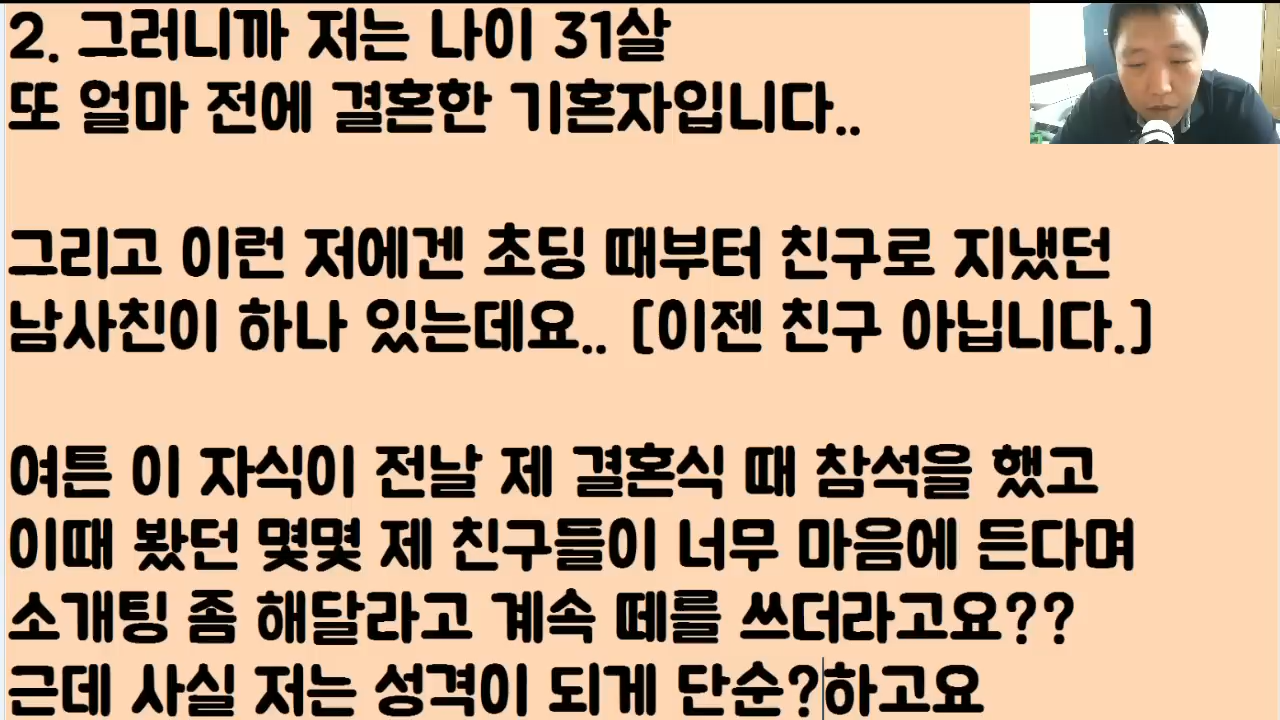 2. 그러니까 저는 나이 31살
또 얼마 전에 결혼한 기혼자입니다..
그리고 이런 저에겐 초딩 때부터 친구로 지냈던
남사친이 하나 있는데요.. [이젠 친구 아닙니다.]
여튼 이 자식이 전날 제 결혼식 때 참석을 했고
이때 봤던 몇몇 제 친구들이 너무 마음에 든다며
소개팅 좀 해달라고 계속 떼를 쓰더라고요??
근데 사실 저는 성격이 되게 단순?하고요